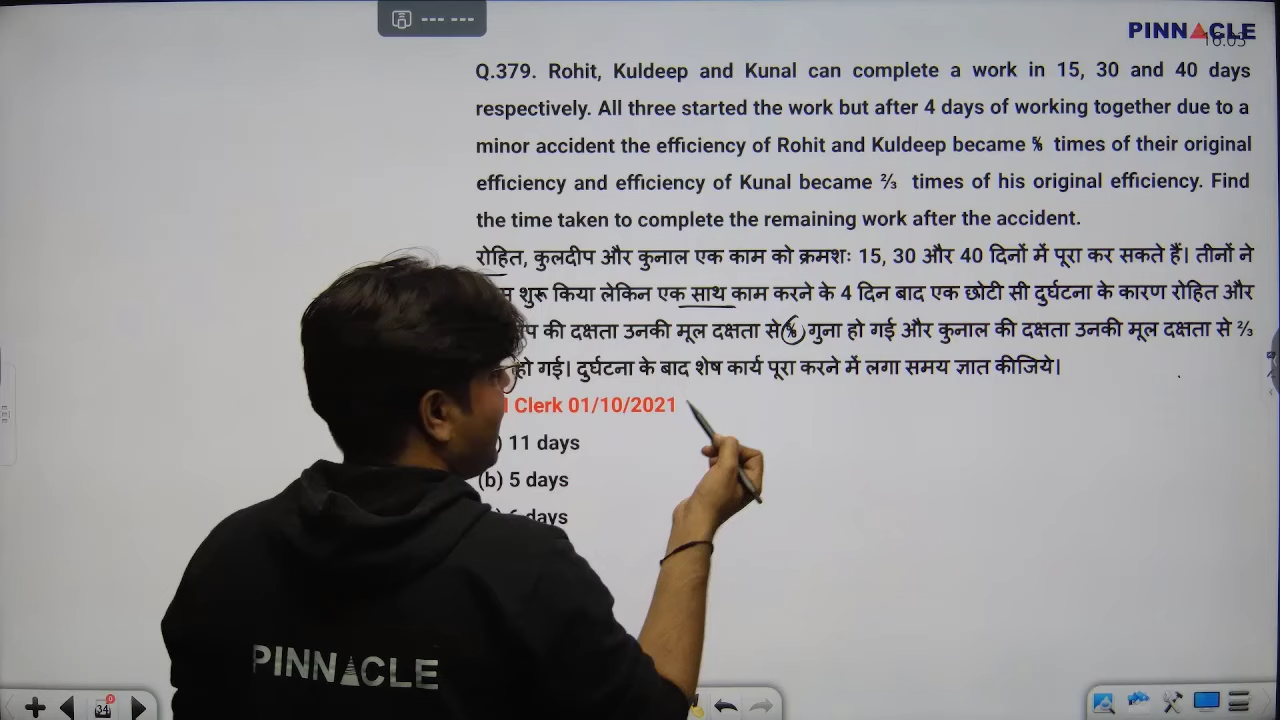 --- ---
PINNACLE
16:03
Q.379. Rohit, Kuldeep and Kunal can complete a work in 15, 30 and 40 days
respectively. All three started the work but after 4 days of working together due to a
minor accident the efficiency of Rohit and Kuldeep became times of their original
efficiency and efficiency of Kunal became ⅔ times of his original efficiency. Find
the time taken to complete the remaining work after the accident.
रोहित, कुलदीप और कुनाल एक काम को क्रमशः 15, 30 और 40 दिनों में पूरा कर सकते हैं। तीनों ने
शुरू किया लेकिन एक साथ काम करने के 4 दिन बाद एक छोटी सी दुर्घटना के कारण रोहित और
की दक्षता उनकी मूल दक्षता से गुना हो गई और कुनाल की दक्षता उनकी मूल दक्षता से ⅔
हो गई। दुर्घटना के बाद शेष कार्य पूरा करने में लगा समय ज्ञात कीजिये।
Clerk 01/10/2021
11 days
(b) 5 days
days
PINNACLE
34
0